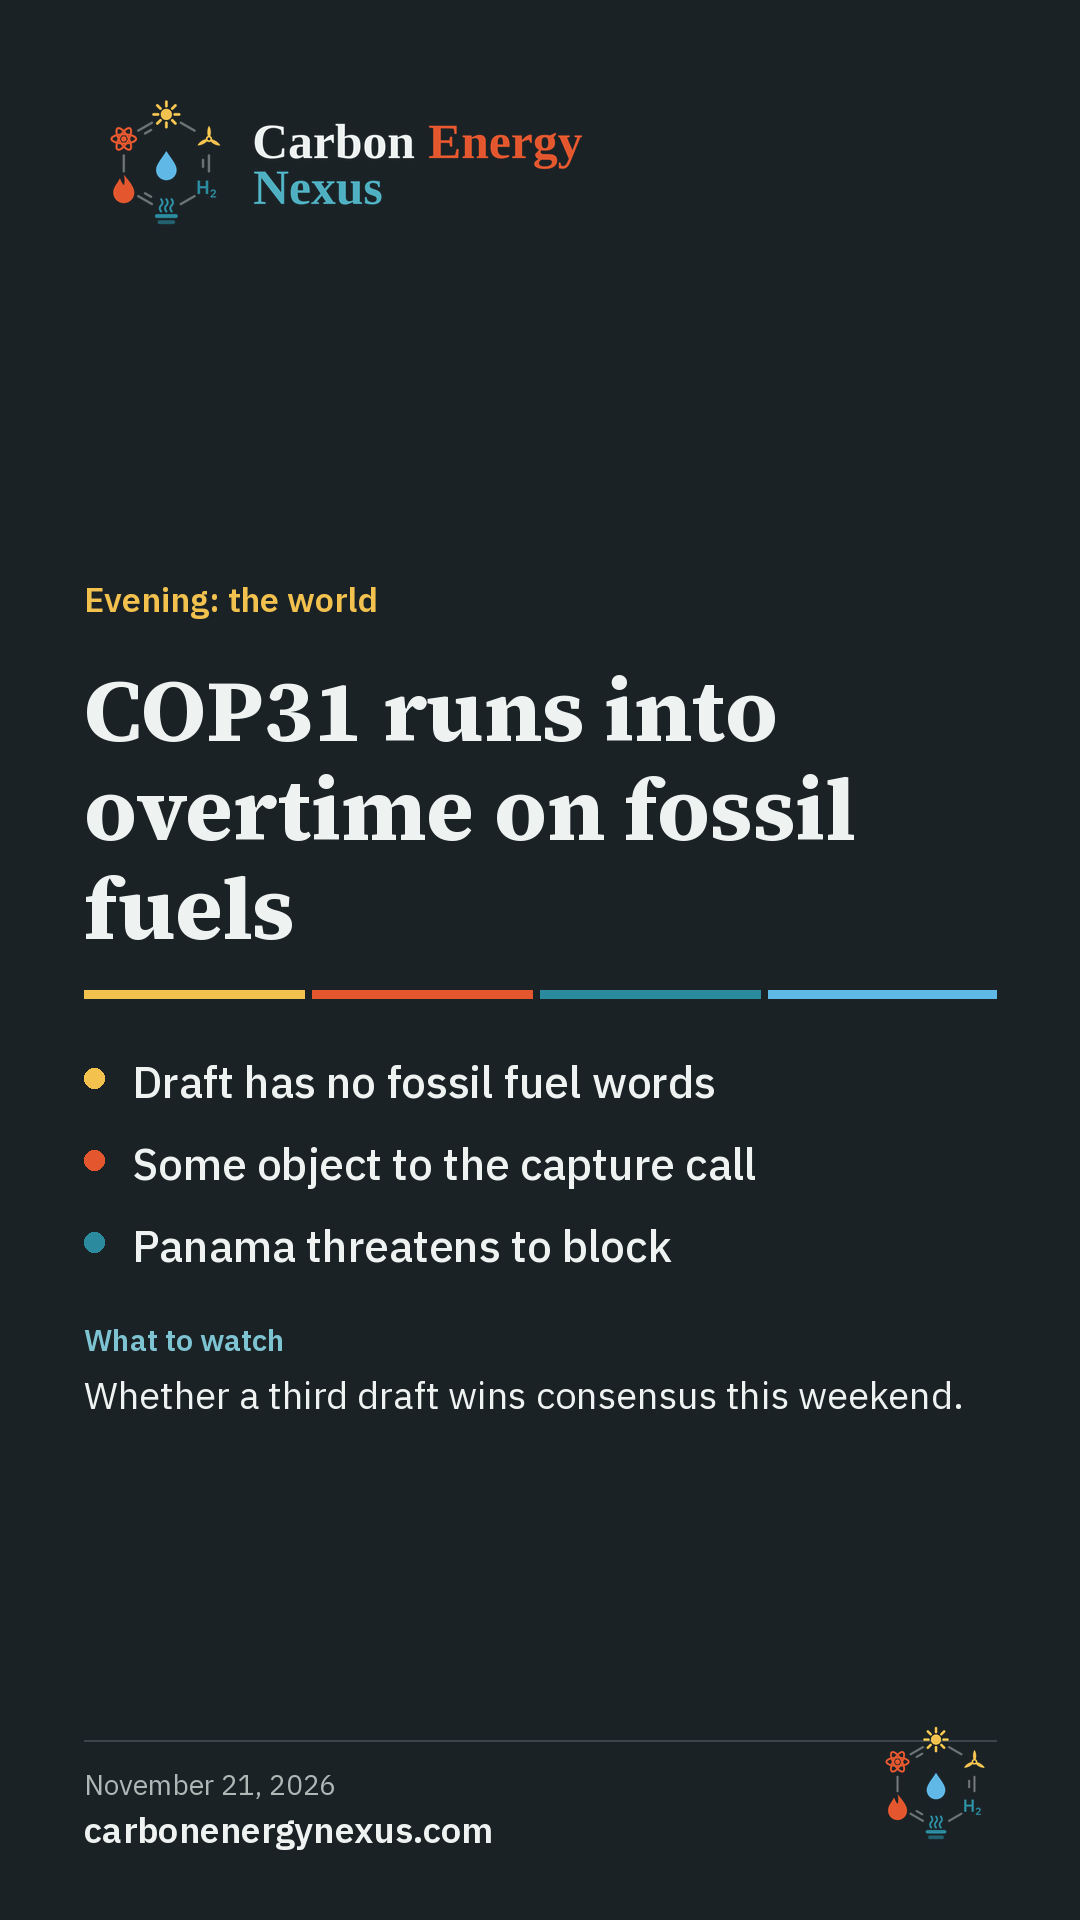 Carbon Energy
Nexus
H₂
Evening: the world
COP31 runs into
overtime on fossil
fuels
Draft has no fossil fuel words
Some object to the capture call
Panama threatens to block
What to watch
Whether a third draft wins consensus this weekend.
November 21, 2026
carbonenergynexus.com
H₂